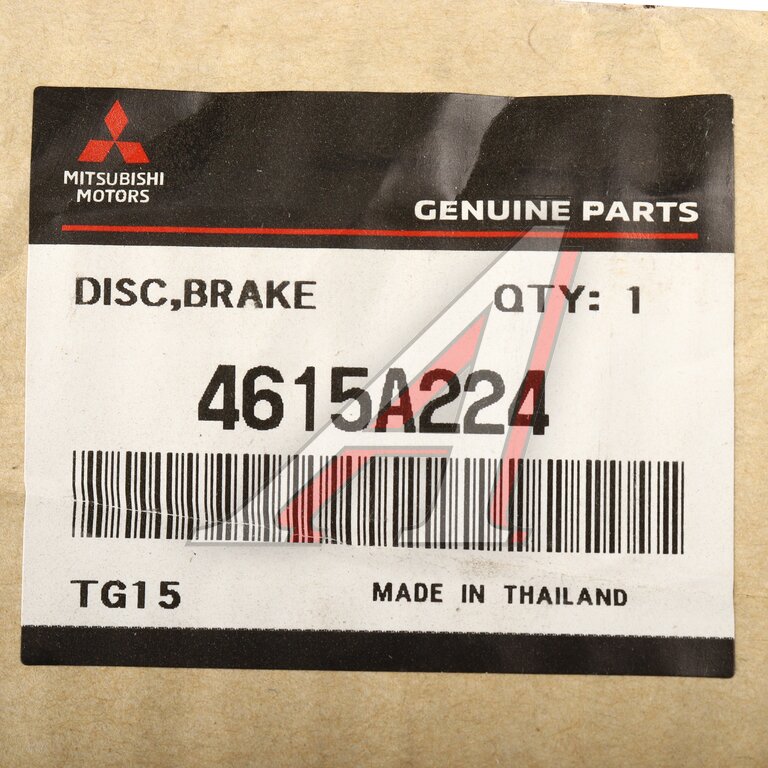 MITSUBISHI
MOTORS
GENUINE PARTS
DISC,BRAKE QTY: 1
4615A224
TG15 MADE IN THAILAND